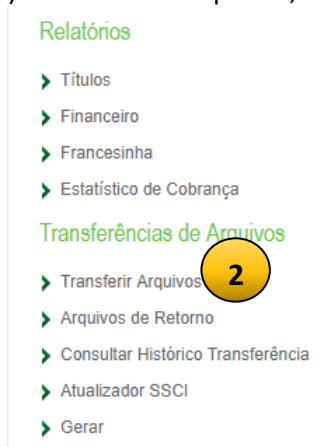 Relatórios
Títulos
Financeiro
Francesinha
Estatístico de Cobrança
Transferências de Arquivos
Transferir Arquivos 2
Arquivos de Retorno
Consultar Histórico Transferência
Atualizador SSCI
Gerar